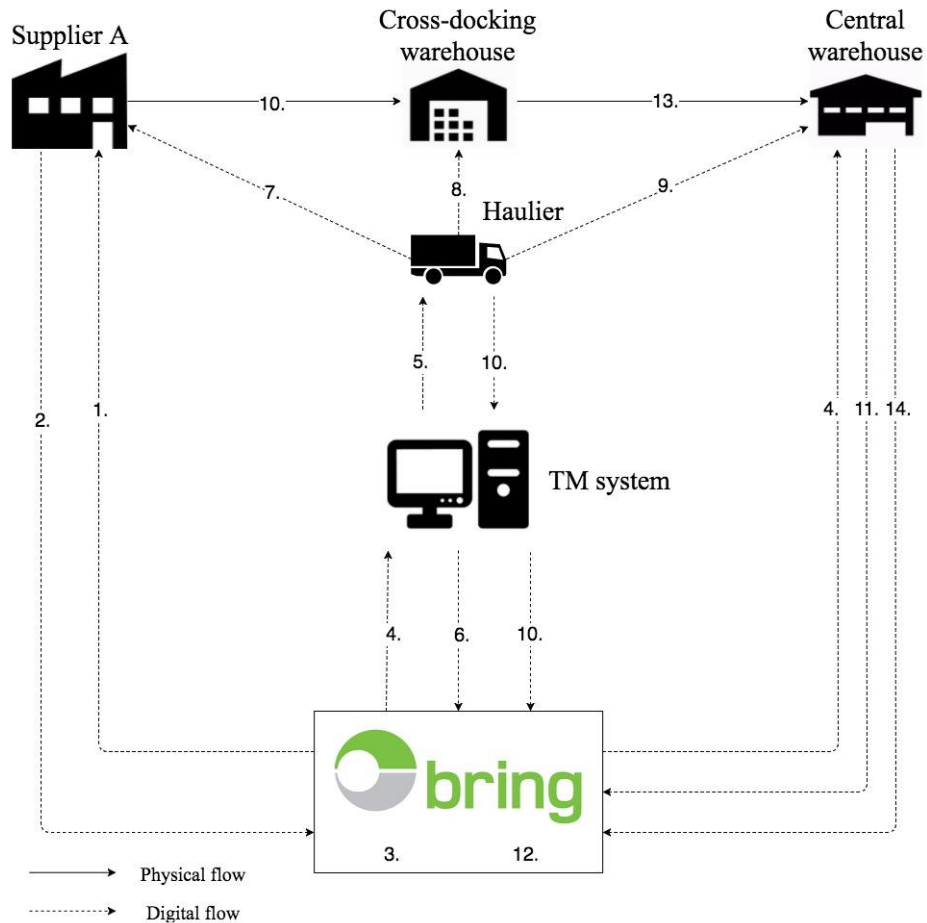 Supplier A
Cross-docking
warehouse
Central
warehouse
10.
13.
7.
8.
9.
Haulier
5.
10.
2.
1.
4.
11.
14.
TM system
4.
6.
10.
bring
3.
12.
Physical flow
Digital flow